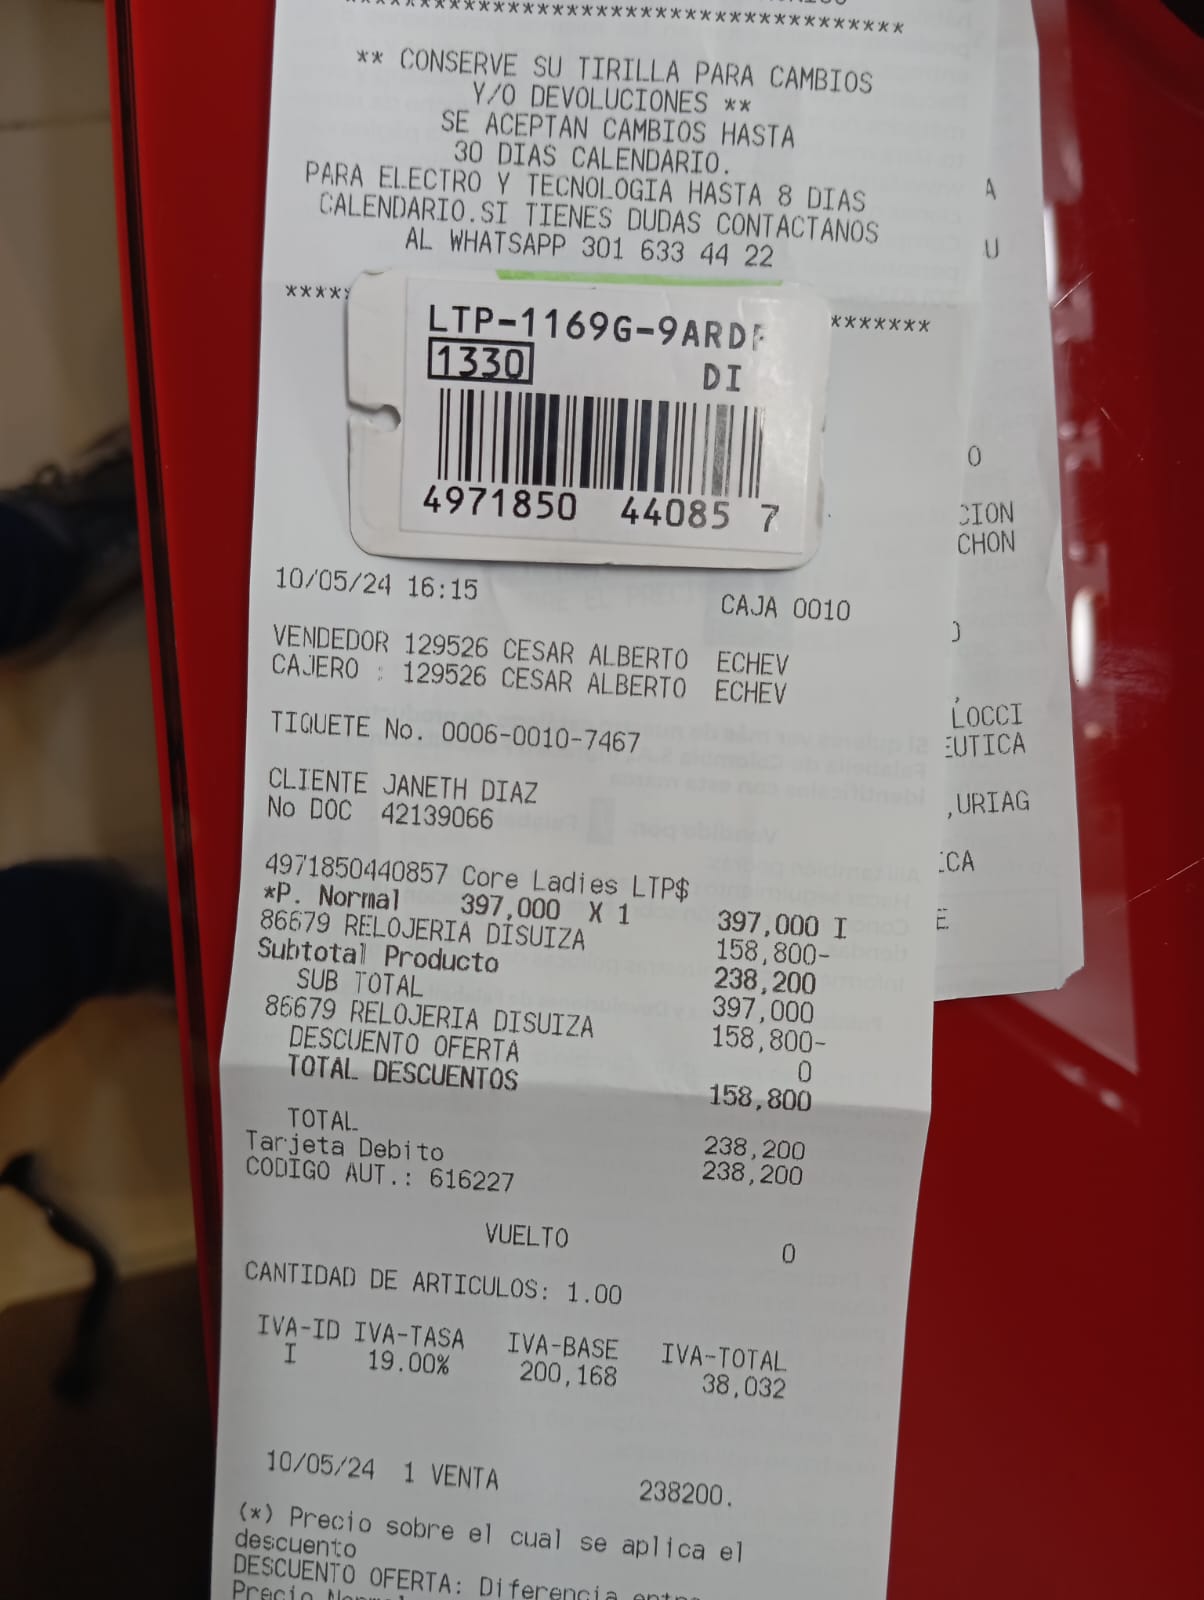 ************************************
** CONSERVE SU TIRILLA PARA CAMBIOS
Y/O DEVOLUCIONES **
SE ACEPTAN CAMBIOS HASTA
30 DIAS CALENDARIO.
PARA ELECTRO Y TECNOLOGIA HASTA 8 DIAS
CALENDARIO.SI TIENES DUDAS CONTACTANOS
AL WHATSAPP 301 633 44 22
***** *******
LTP-1169G-9ARDF
1330 DI
4971850 44085 7
10/05/24 16:15 CAJA 0010
VENDEDOR 129526 CESAR ALBERTO ECHEV
CAJERO : 129526 CESAR ALBERTO ECHEV
TIQUETE No. 0006-0010-7467
CLIENTE JANETH DIAZ
No DOC 42139066
4971850440857 Core Ladies LTP$
*P. Normal 397,000 X 1 397,000 I
86679 RELOJERIA DISUIZA 158,800-
Subtotal Producto 238,200
SUB TOTAL 397,000
86679 RELOJERIA DISUIZA 158,800-
DESCUENTO OFERTA 0
TOTAL DESCUENTOS 158,800
TOTAL 238,200
Tarjeta Debito 238,200
CODIGO AUT.: 616227
VUELTO 0
CANTIDAD DE ARTICULOS: 1.00
IVA-ID IVA-TASA IVA-BASE IVA-TOTAL
I 19.00% 200,168 38,032
10/05/24 1 VENTA 238200.
(*) Precio sobre el cual se aplica el
descuento
DESCUENTO OFERTA: Diferencia
Precio
A
U
O
CION
CHON
LOCCI
EUTICA
,URIAG
ICA
E.